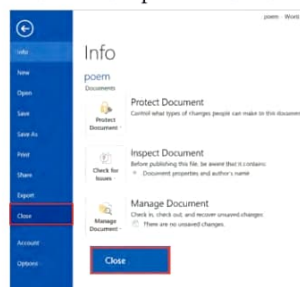 poem - Word
Info
Info
New
poem
Documents
Open
Protect Document
Control what types of changes people can make to this documen
Save
Protect
Document
Save As
Inspect Document
Print
Before publishing this file, be aware that it contains:
Check for
Issues
Document properties and author's name
Share
Export
Manage Document
Close
Check in, check out, and recover unsaved changes.
Manage
Document
There are no unsaved changes.
Account
Close
Options